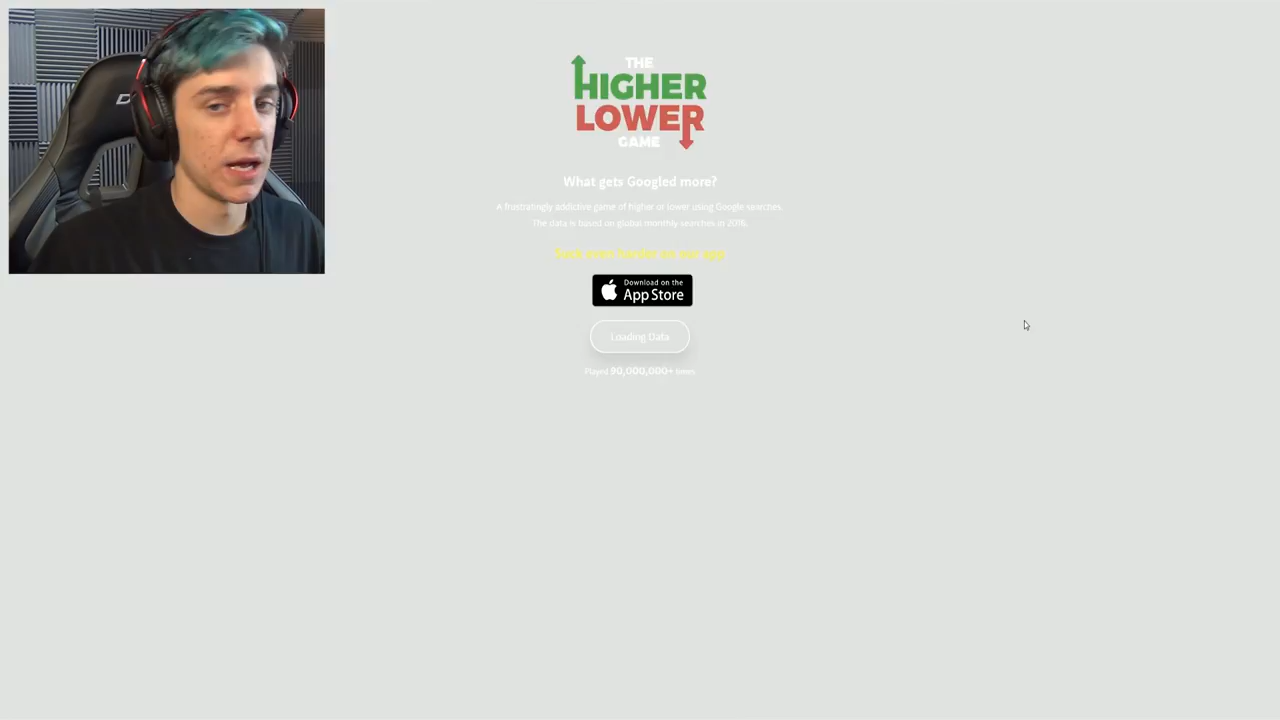 THE
HIGHER
LOWER
GAME
What gets Googled more?
A frustratingly addictive game of higher or lower using Google searches.
The data is based on global monthly searches in 2016.
Download on the
App Store
Loading Data
Played 90,000,000+ times